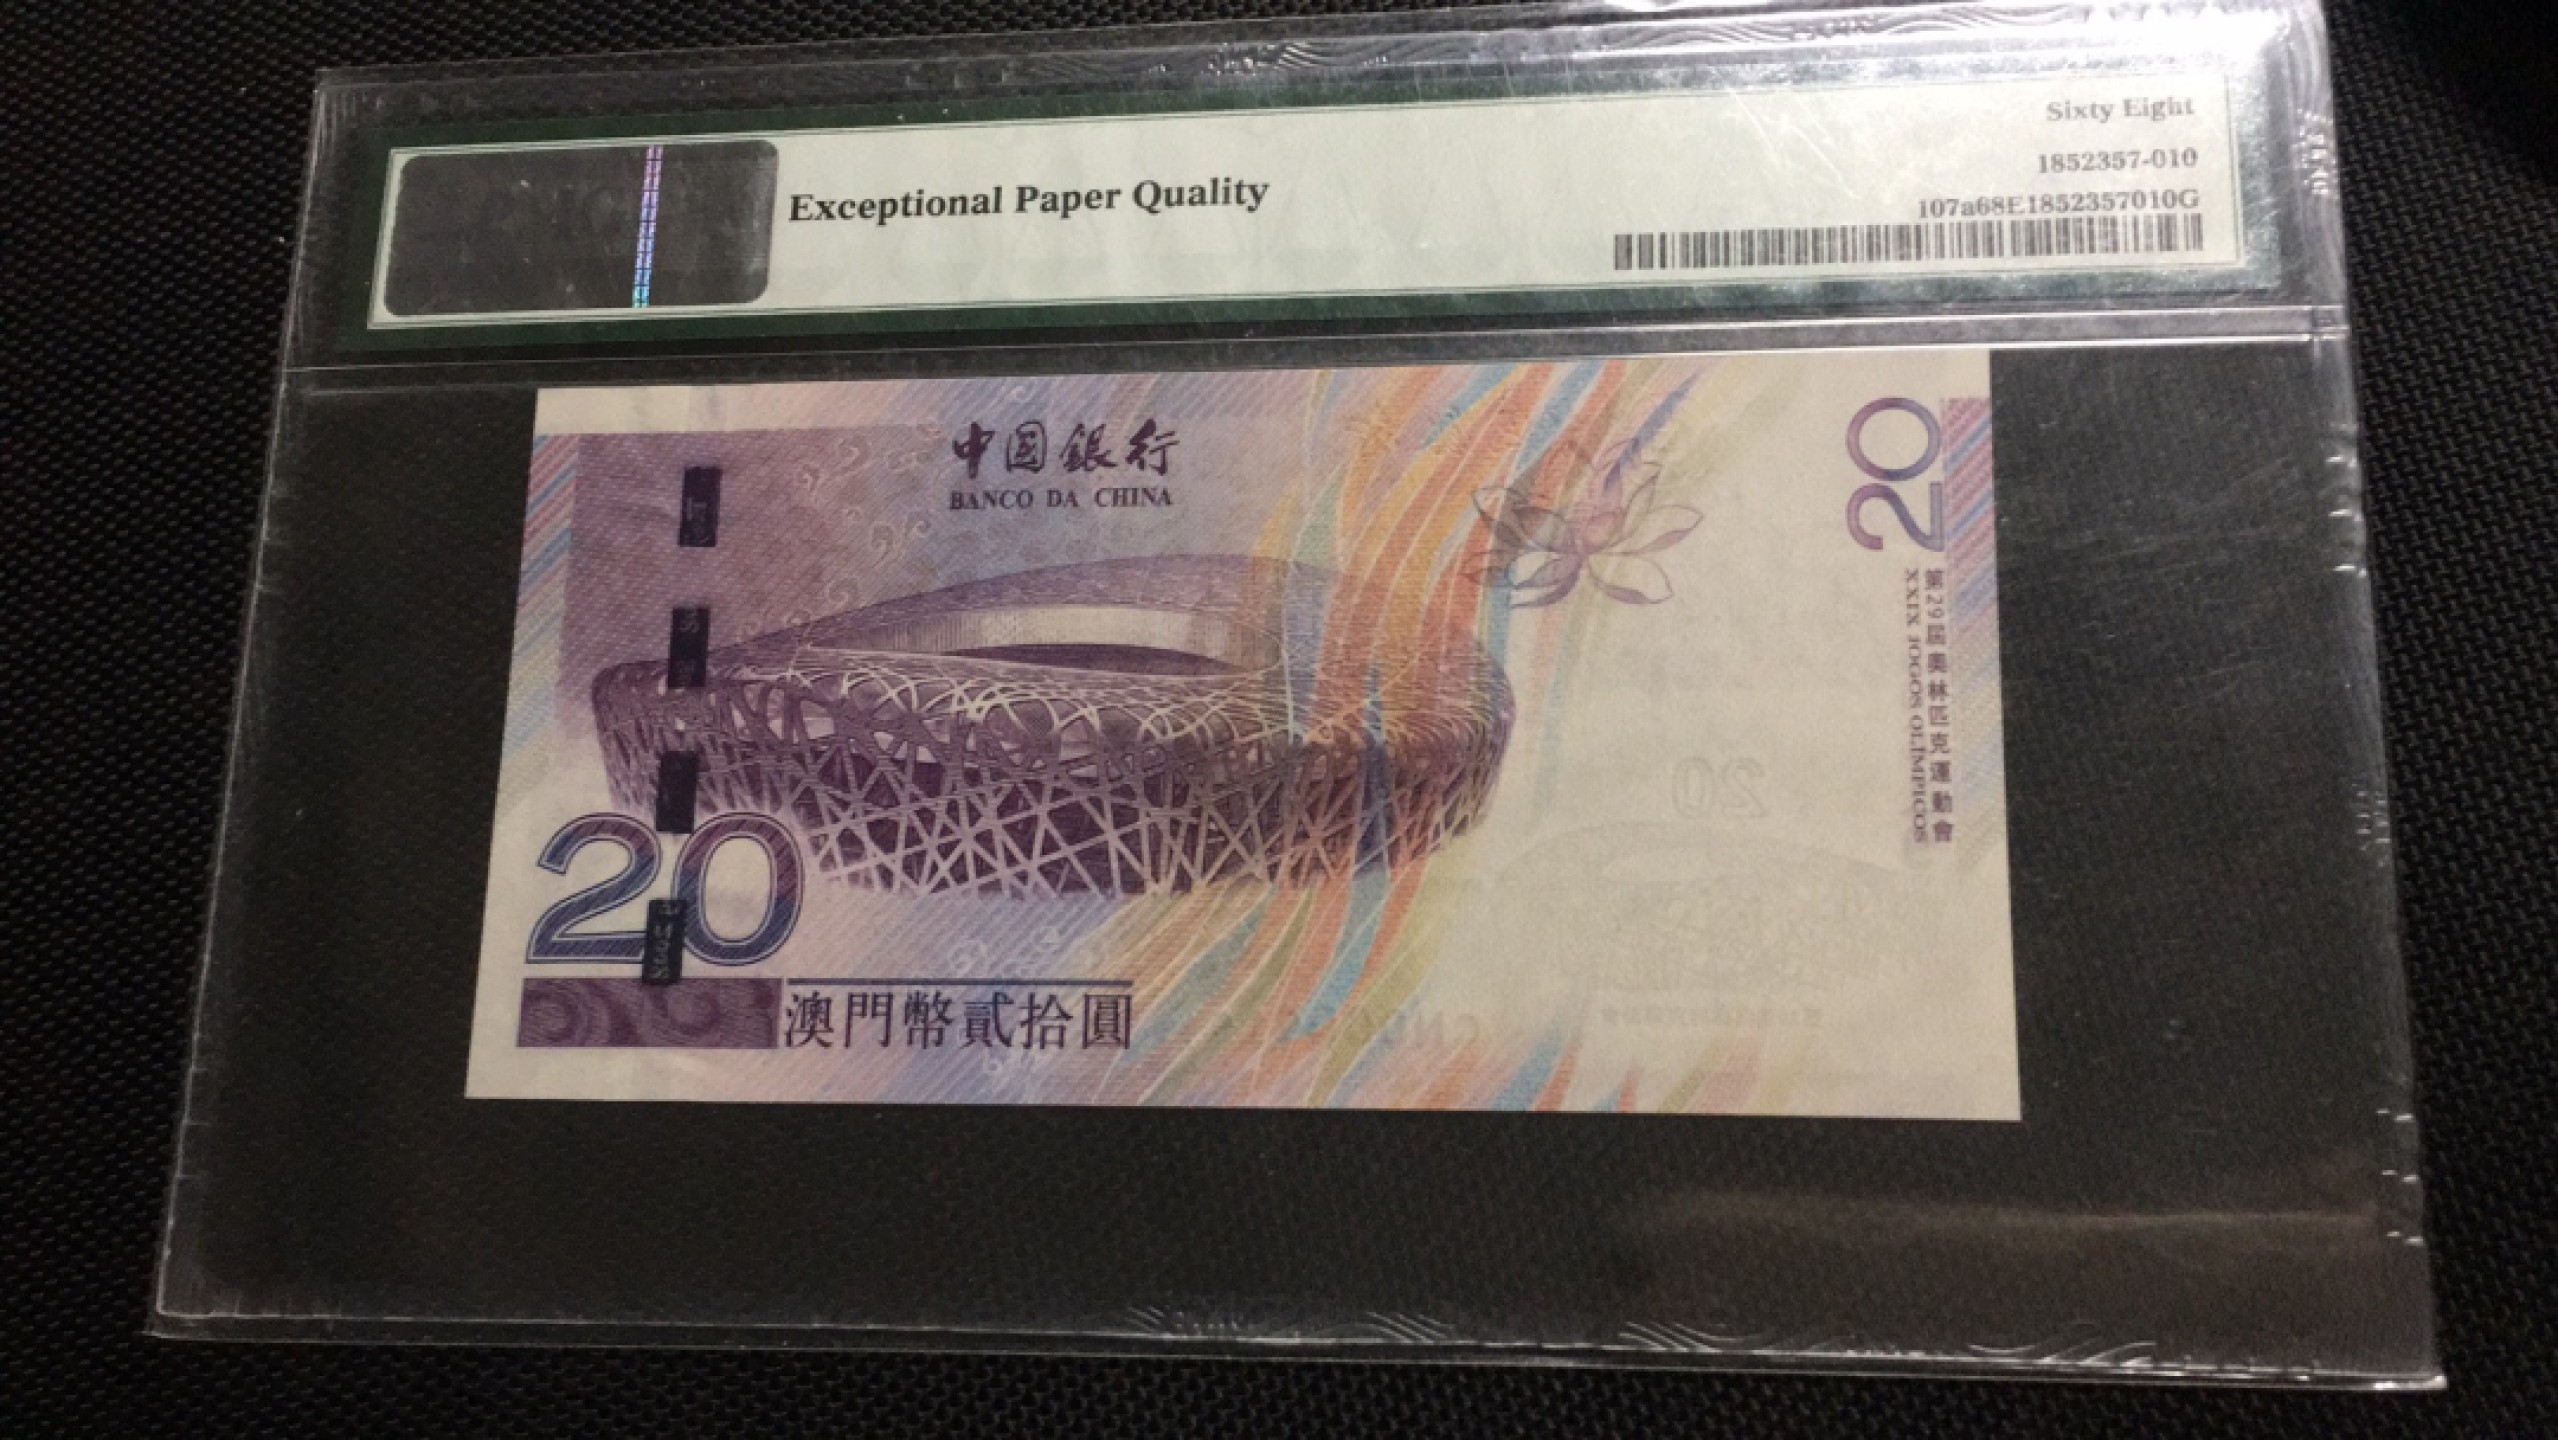 Sixty Eight
1852357-010
Exceptional Paper Quality
107a68E1852357010G
中国銀行
BANCO DA CHINA
20
第29屆奧林匹克運動會
XXIX JOGOS OLÍMPICOS
20
20
澳門幣貳拾圓